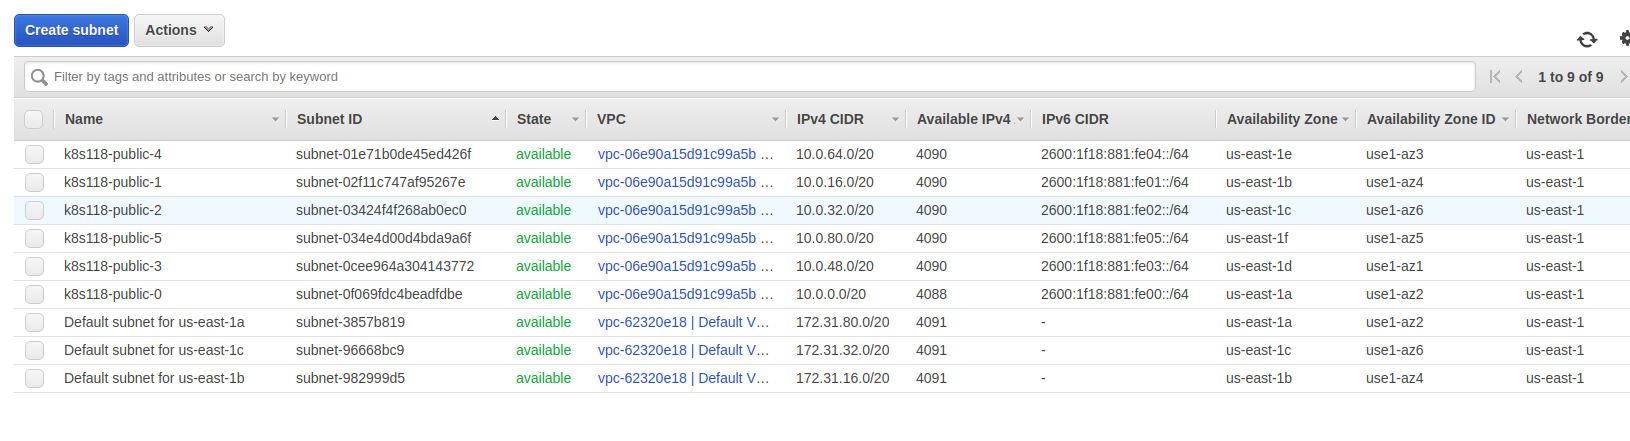 Create subnet Actions
Filter by tags and attributes or search by keyword 1 to 9 of 9
Name Subnet ID State VPC IPv4 CIDR Available IPv4 IPv6 CIDR Availability Zone Availability Zone ID Network Border
k8s118-public-4 subnet-01e71b0de45ed426f available vpc-06e90a15d91c99a5b ... 10.0.64.0/20 4090 2600:1f18:881:fe04::/64 us-east-1e use1-az3 us-east-1
k8s118-public-1 subnet-02f11c747af95267e available vpc-06e90a15d91c99a5b ... 10.0.16.0/20 4090 2600:1f18:881:fe01::/64 us-east-1b use1-az4 us-east-1
k8s118-public-2 subnet-03424f4f268ab0ec0 available vpc-06e90a15d91c99a5b ... 10.0.32.0/20 4090 2600:1f18:881:fe02::/64 us-east-1c use1-az6 us-east-1
k8s118-public-5 subnet-034e4d00d4bda9a6f available vpc-06e90a15d91c99a5b ... 10.0.80.0/20 4090 2600:1f18:881:fe05::/64 us-east-1f use1-az5 us-east-1
k8s118-public-3 subnet-0cee964a304143772 available vpc-06e90a15d91c99a5b ... 10.0.48.0/20 4090 2600:1f18:881:fe03::/64 us-east-1d use1-az1 us-east-1
k8s118-public-0 subnet-0f069fdc4beadfdbe available vpc-06e90a15d91c99a5b ... 10.0.0.0/20 4088 2600:1f18:881:fe00::/64 us-east-1a use1-az2 us-east-1
Default subnet for us-east-1a subnet-3857b819 available vpc-62320e18 | Default V... 172.31.80.0/20 4091 - us-east-1a use1-az2 us-east-1
Default subnet for us-east-1c subnet-96668bc9 available vpc-62320e18 | Default V... 172.31.32.0/20 4091 - us-east-1c use1-az6 us-east-1
Default subnet for us-east-1b subnet-982999d5 available vpc-62320e18 | Default V... 172.31.16.0/20 4091 - us-east-1b use1-az4 us-east-1